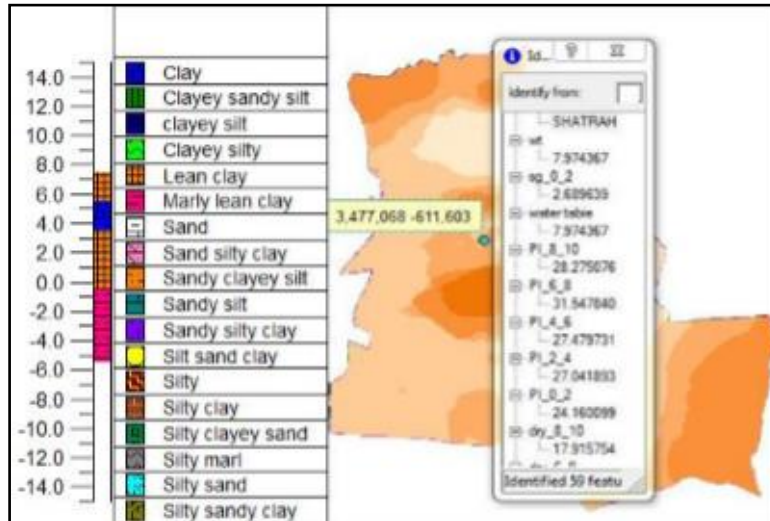 14.0
12.0
10.0
8.0
6.0
4.0
2.0
0.0
-2.0
-4.0
-6.0
-8.0
-10.0
-12.0
-14.0
Clay
Clayey sandy silt
clayey silt
Clayey silty
Lean clay
Marly lean clay
Sand
Sand silty clay
Sandy clayey silt
Sandy silt
Sandy silty clay
Silt sand clay
Silty
Silty clay
Silty clayey sand
Silty marl
Silty sand
Silty sandy clay
3,477,068 -611,603
Id...
Identify from:
SHATRAH
wt
7.974367
sg_0_2
2.689639
water table
7.974367
PI_8_10
28.275076
PI_6_8
31.547840
PI_4_6
27.479731
PI_2_4
27.041893
PI_0_2
24.160099
dry_8_10
17.915754
Identified 59 featu